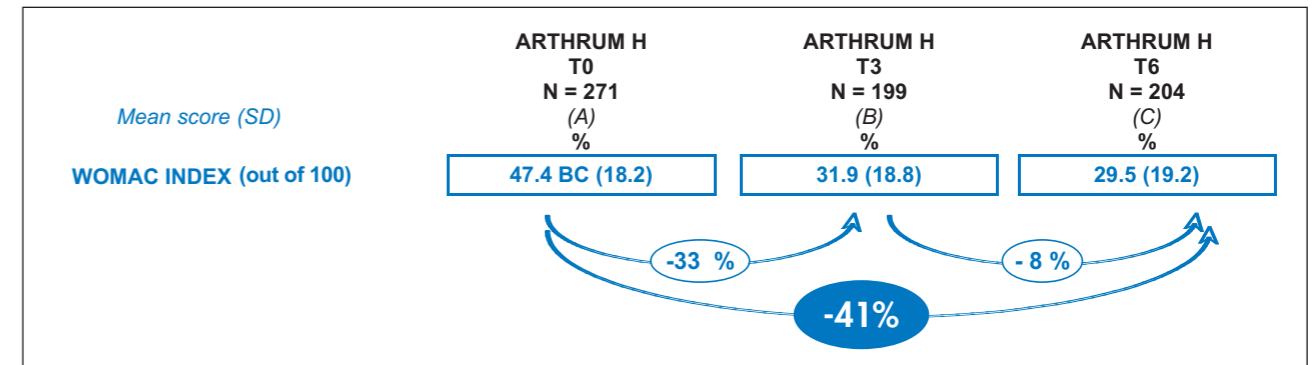 ARTHRUM H ARTHRUM H ARTHRUM H
T0 T3 T6
N = 271 N = 199 N = 204
Mean score (SD) (A) (B) (C)
% % %
WOMAC INDEX (out of 100) 47.4 BC (18.2) 31.9 (18.8) 29.5 (19.2)
-33 % - 8 %
-41%